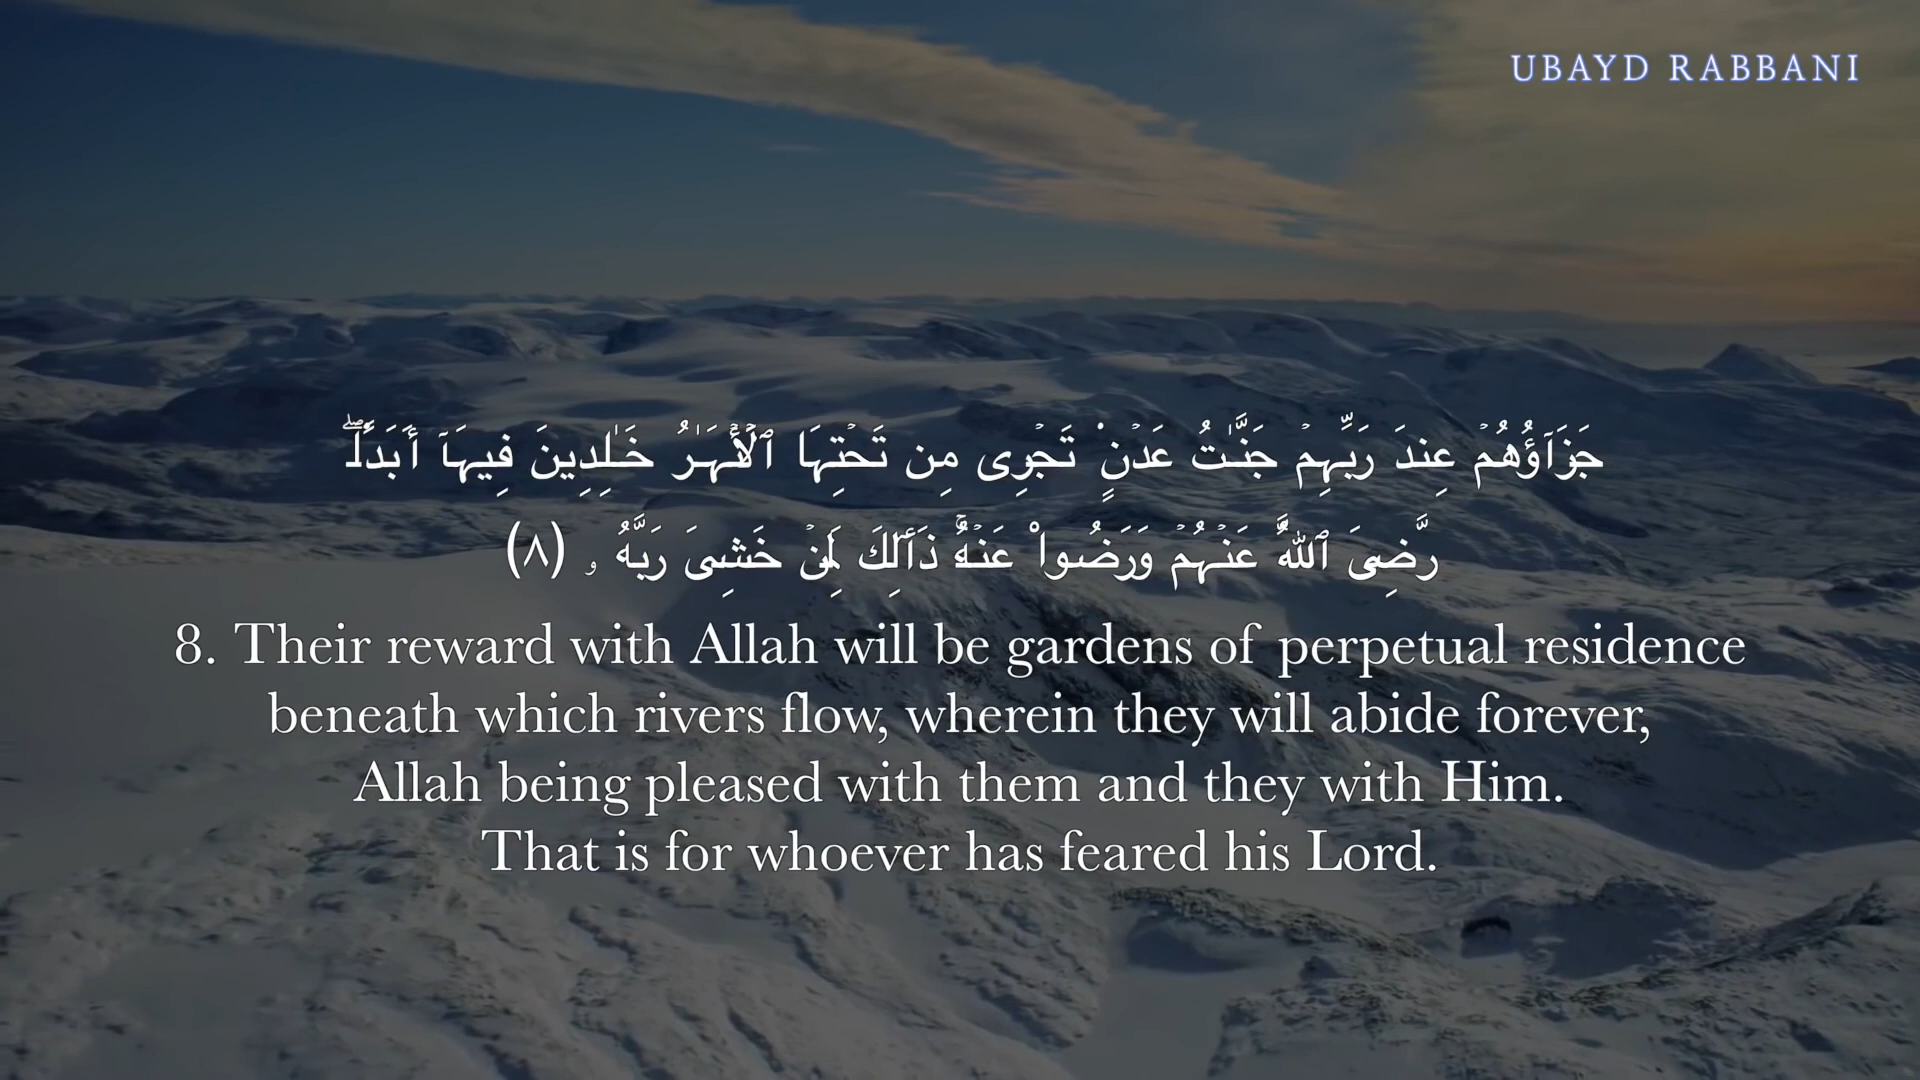 UBAYD RABBANI
جَزَآؤُهُمۡ عِندَ رَبِّهِمۡ جَنَّـٰتُ عَدۡنٍ۬ تَجۡرِى مِن تَحۡتِہَا ٱلۡأَنۡہَـٰرُ خَـٰلِدِينَ فِيہَآ أَبَدً۬ا‌ۖ
رَّضِىَ ٱللَّهُ عَنۡہُمۡ وَرَضُواْ عَنۡهُ‌ۚ ذَٲلِكَ لِمَنۡ خَشِىَ رَبَّهُ ۥ (٨)
8. Their reward with Allah will be gardens of perpetual residence
beneath which rivers flow, wherein they will abide forever,
Allah being pleased with them and they with Him.
That is for whoever has feared his Lord.